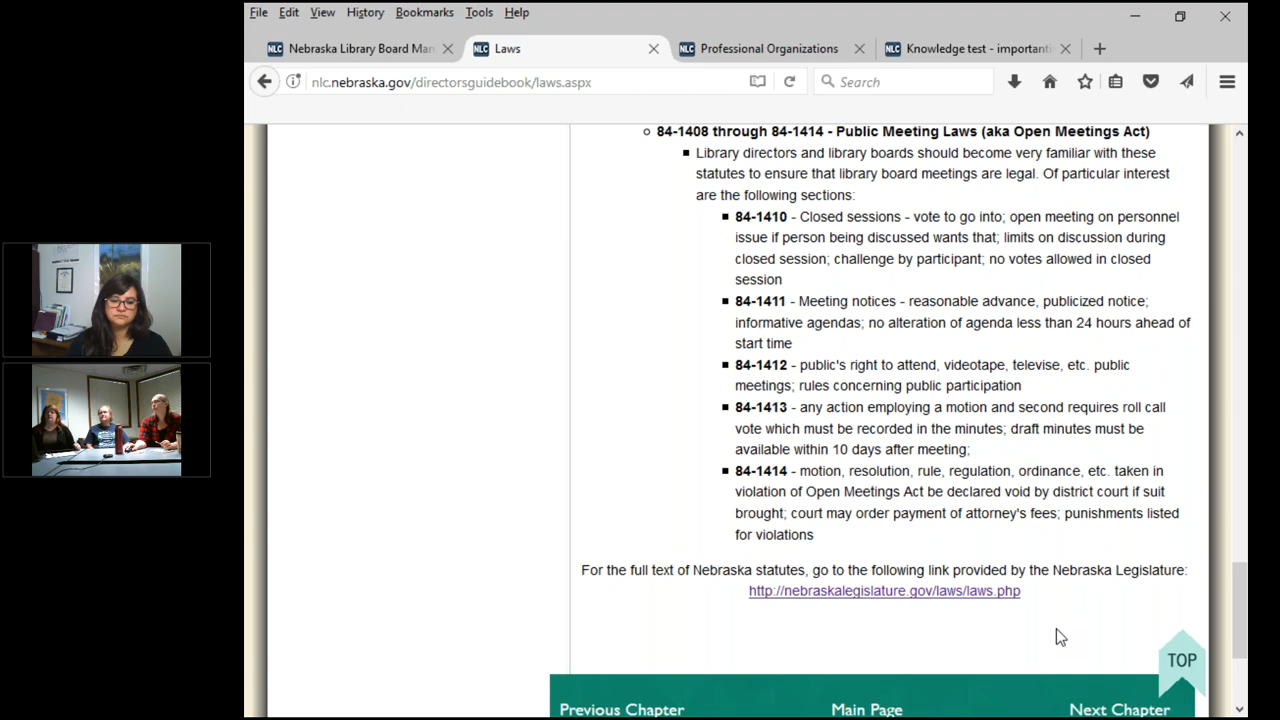 File Edit View History Bookmarks Tools Help
NLC Nebraska Library Board Man
NLC Laws
NLC Professional Organizations
NLC Knowledge test - importanti
nlc.nebraska.gov/directorsguidebook/laws.aspx
Search
84-1408 through 84-1414 - Public Meeting Laws (aka Open Meetings Act)
Library directors and library boards should become very familiar with these
statutes to ensure that library board meetings are legal. Of particular interest
are the following sections:
84-1410 - Closed sessions - vote to go into; open meeting on personnel
issue if person being discussed wants that; limits on discussion during
closed session; challenge by participant; no votes allowed in closed
session
84-1411 - Meeting notices - reasonable advance, publicized notice;
informative agendas; no alteration of agenda less than 24 hours ahead of
start time
84-1412 - public's right to attend, videotape, televise, etc. public
meetings; rules concerning public participation
84-1413 - any action employing a motion and second requires roll call
vote which must be recorded in the minutes; draft minutes must be
available within 10 days after meeting;
84-1414 - motion, resolution, rule, regulation, ordinance, etc. taken in
violation of Open Meetings Act be declared void by district court if suit
brought; court may order payment of attorney's fees; punishments listed
for violations
For the full text of Nebraska statutes, go to the following link provided by the Nebraska Legislature:
http://nebraskalegislature.gov/laws/laws.php
TOP
Previous Chapter Main Page Next Chapter